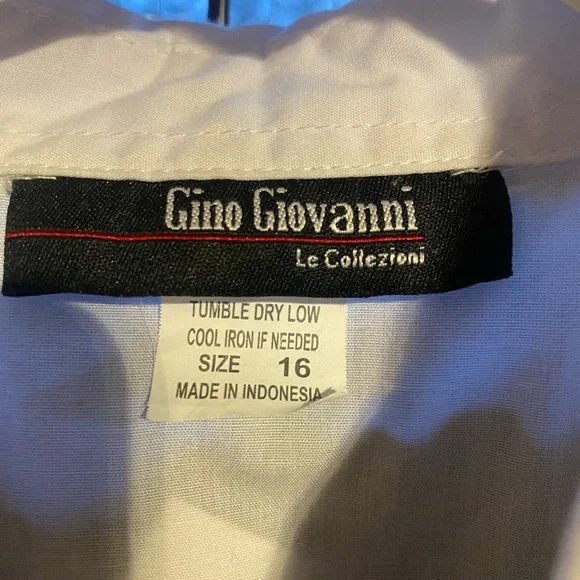 Gino Giovanni
Le Collezioni
TUMBLE DRY LOW
COOL IRON IF NEEDED
SIZE 16
MADE IN INDONESIA